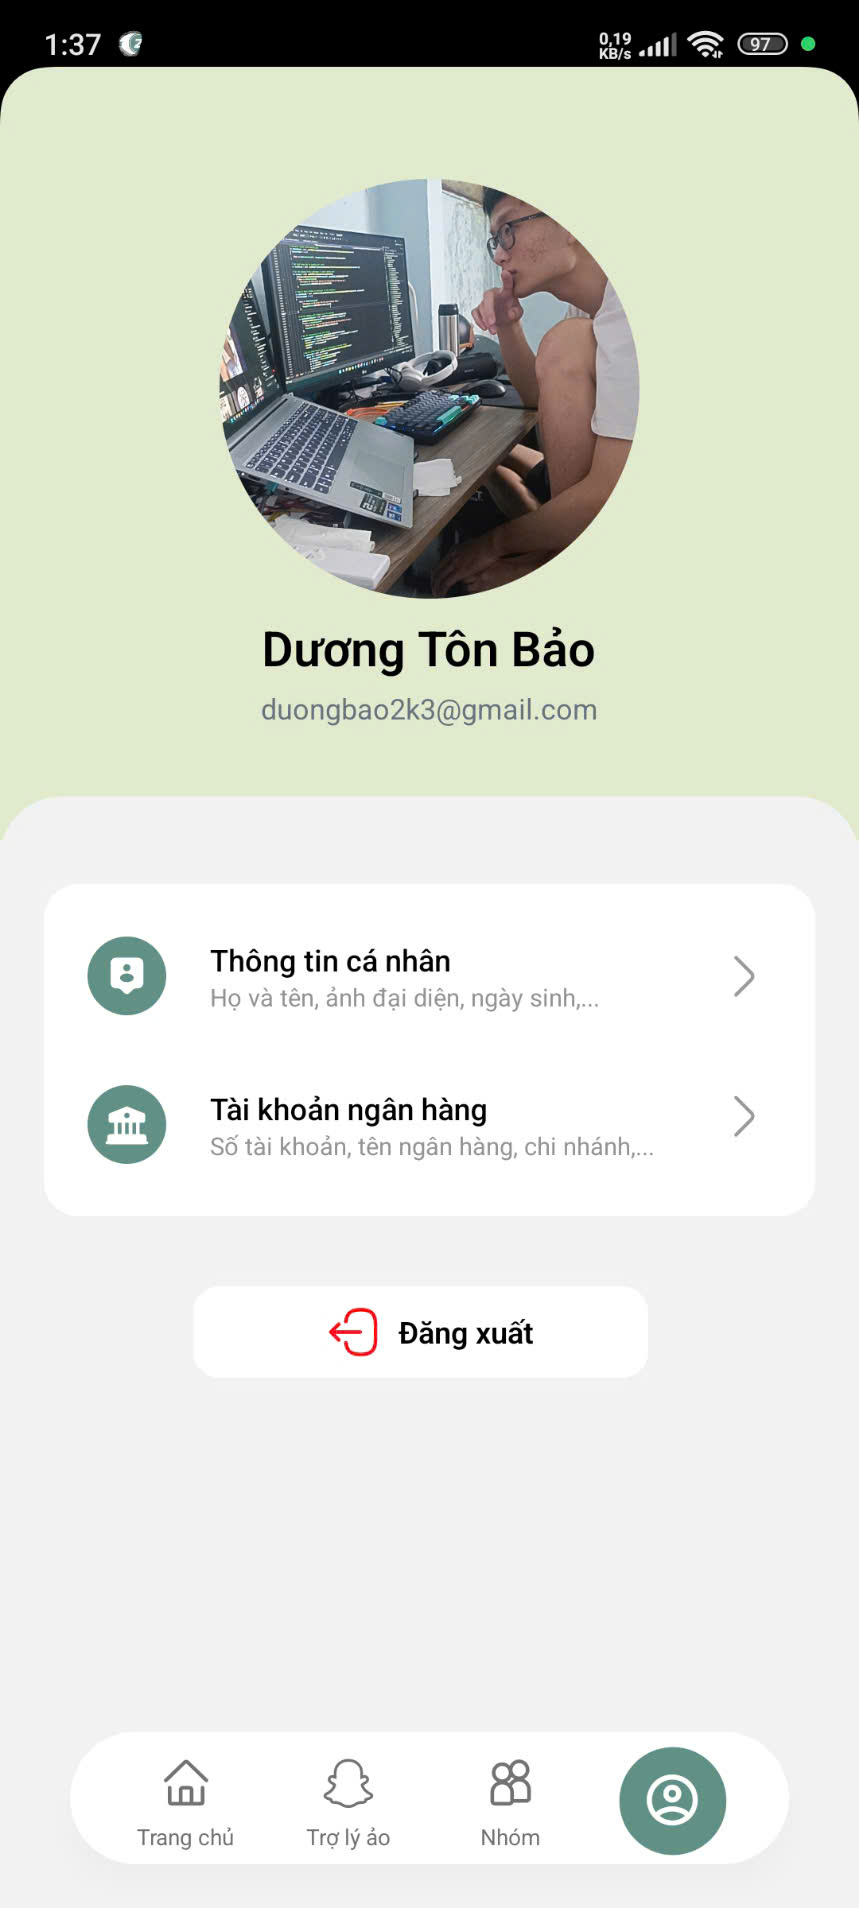 1:37
0,19
KB/s
97
Dương Tôn Bảo
duongbao2k3@gmail.com
Thông tin cá nhân
Họ và tên, ảnh đại diện, ngày sinh,...
Tài khoản ngân hàng
Số tài khoản, tên ngân hàng, chi nhánh,...
Đăng xuất
Trang chủ
Trợ lý ảo
Nhóm